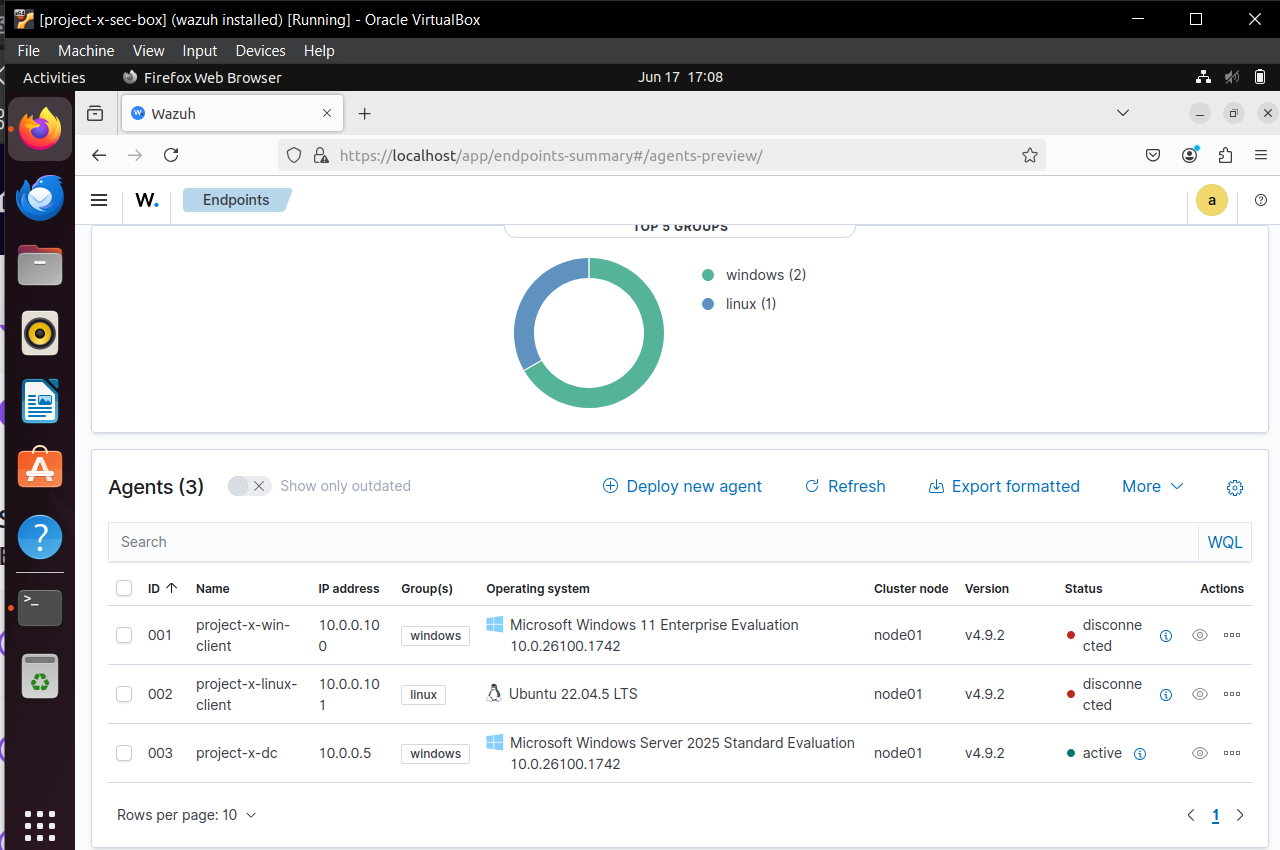 [project-x-sec-box] (wazuh installed) [Running] - Oracle VirtualBox
File Machine View Input Devices Help
Activities Firefox Web Browser Jun 17 17:08
Wazuh
https://localhost/app/endpoints-summary#/agents-preview/
W. Endpoints a
TOP 5 GROUPS
windows (2)
linux (1)
Agents (3) Show only outdated Deploy new agent Refresh Export formatted More
Search WQL
ID Name IP address Group(s) Operating system Cluster node Version Status Actions
001 project-x-win-client 10.0.0.100 windows Microsoft Windows 11 Enterprise Evaluation 10.0.26100.1742 node01 v4.9.2 disconnected
002 project-x-linux-client 10.0.0.101 linux Ubuntu 22.04.5 LTS node01 v4.9.2 disconnected
003 project-x-dc 10.0.0.5 windows Microsoft Windows Server 2025 Standard Evaluation 10.0.26100.1742 node01 v4.9.2 active
Rows per page: 10 1